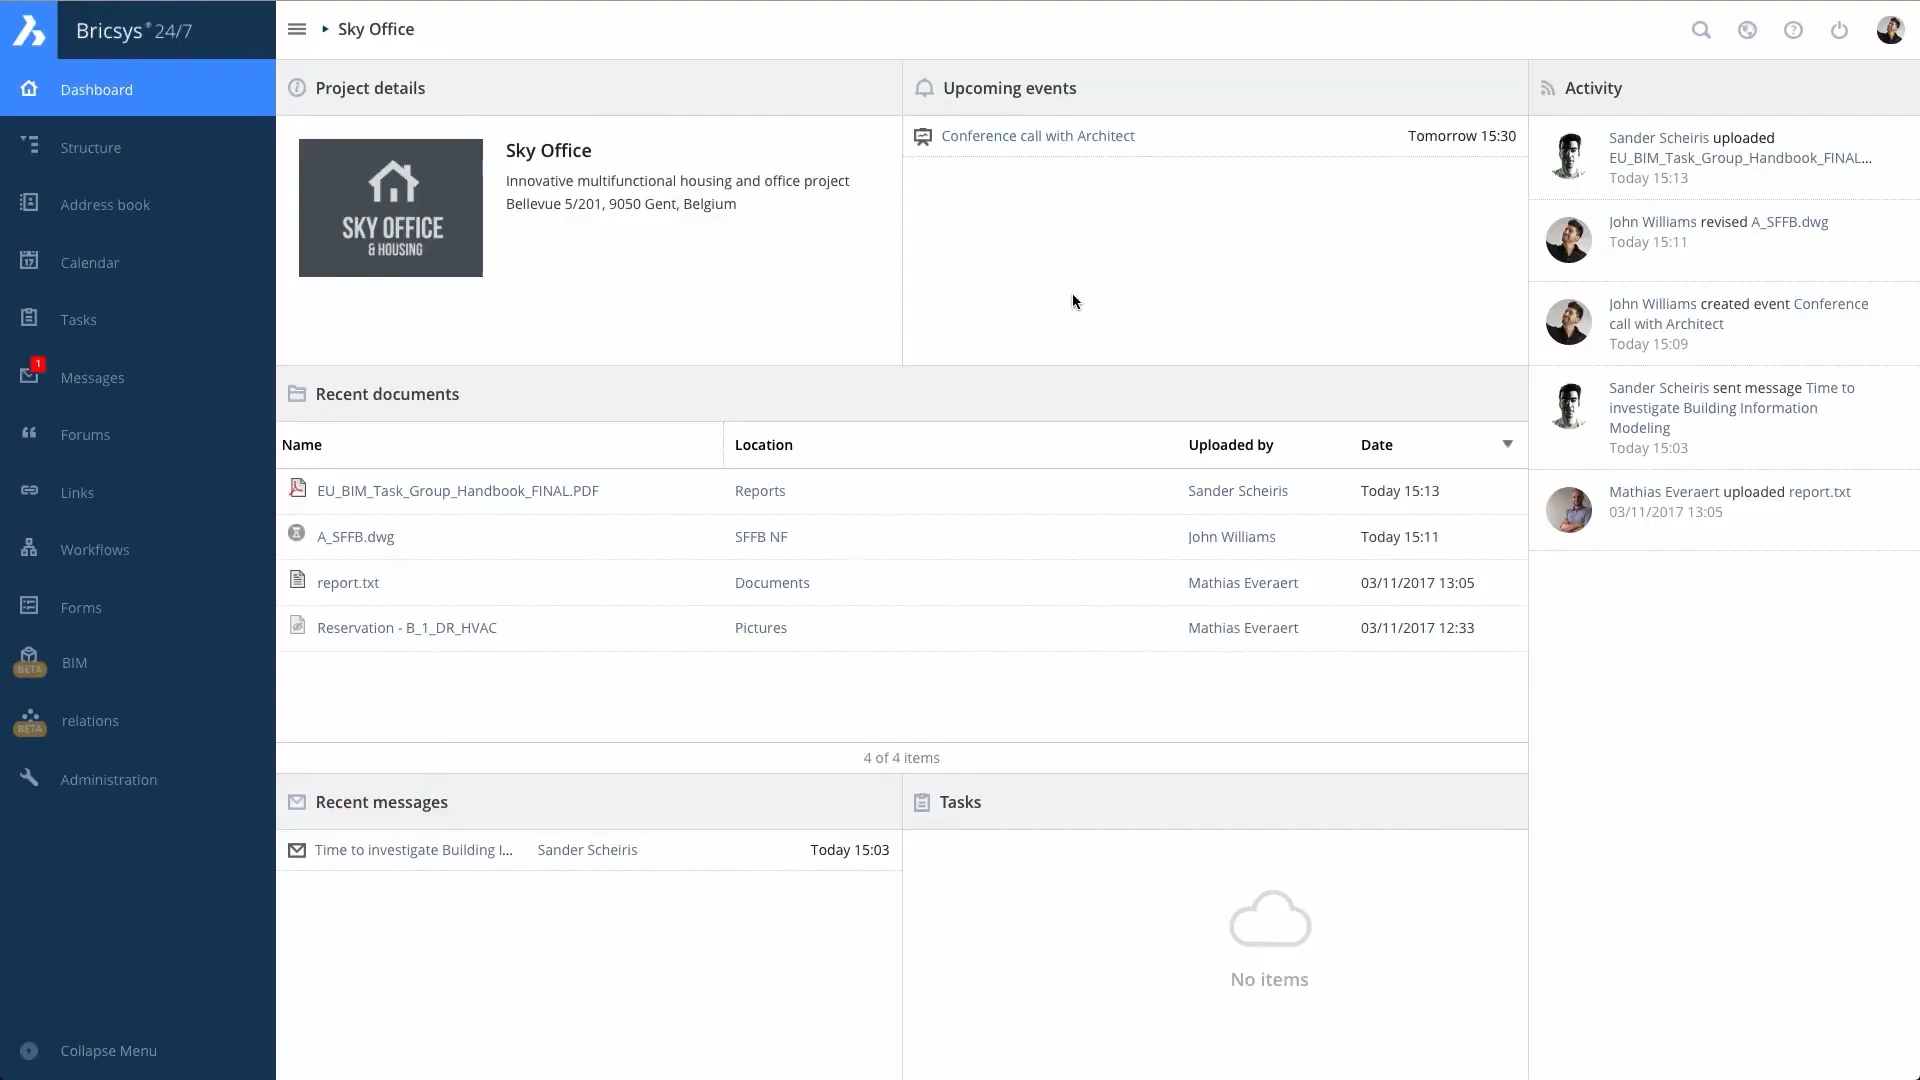 Bricsys® 24/7
Sky Office
Dashboard
Structure
Address book
17
Calendar
Tasks
1
Messages
Forums
Links
Workflows
Forms
BETA
BIM
BETA
relations
Administration
Collapse Menu
Project details
SKY OFFICE
& HOUSING
Sky Office
Innovative multifunctional housing and office project
Bellevue 5/201, 9050 Gent, Belgium
Upcoming events
Conference call with Architect Tomorrow 15:30
Recent documents
Name Location Uploaded by Date
EU_BIM_Task_Group_Handbook_FINAL.PDF Reports Sander Scheiris Today 15:13
A_SFFB.dwg SFFB NF John Williams Today 15:11
report.txt Documents Mathias Everaert 03/11/2017 13:05
Reservation - B_1_DR_HVAC Pictures Mathias Everaert 03/11/2017 12:33
4 of 4 items
Recent messages
Time to investigate Building I... Sander Scheiris Today 15:03
Tasks
No items
Activity
Sander Scheiris uploaded
EU_BIM_Task_Group_Handbook_FINAL...
Today 15:13
John Williams revised A_SFFB.dwg
Today 15:11
John Williams created event Conference
call with Architect
Today 15:09
Sander Scheiris sent message Time to
investigate Building Information
Modeling
Today 15:03
Mathias Everaert uploaded report.txt
03/11/2017 13:05